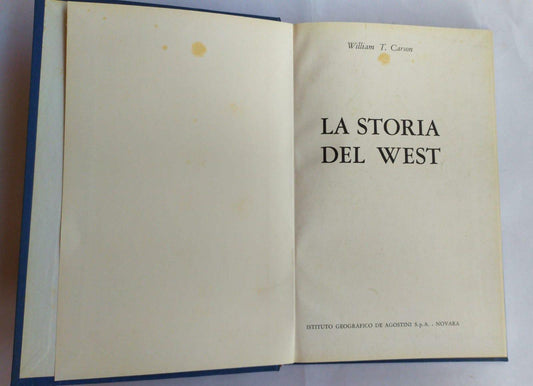 William T. Carson
LA STORIA
DEL WEST
ISTITUTO GEOGRAFICO DE AGOSTINI S.p.A. - NOVARA